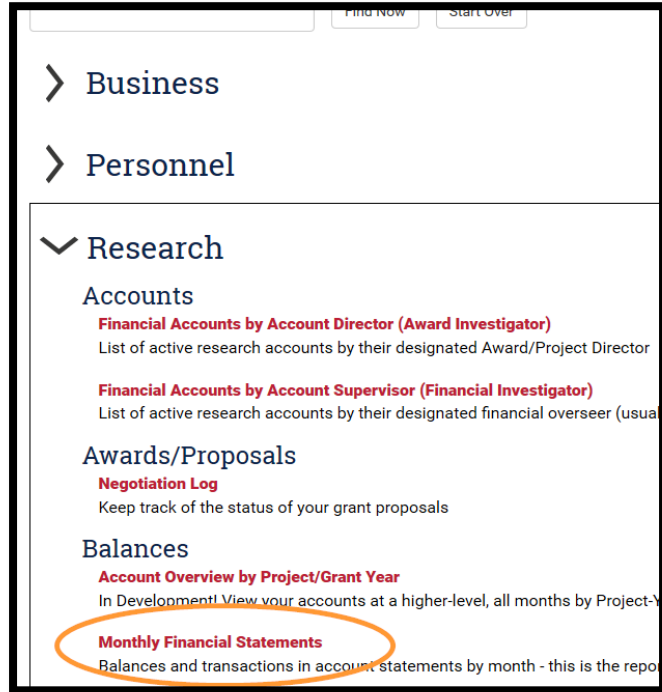 Find Now Start Over
Business
Personnel
Research
Accounts
Financial Accounts by Account Director (Award Investigator)
List of active research accounts by their designated Award/Project Director
Financial Accounts by Account Supervisor (Financial Investigator)
List of active research accounts by their designated financial overseer (usual
Awards/Proposals
Negotiation Log
Keep track of the status of your grant proposals
Balances
Account Overview by Project/Grant Year
In Development! View your accounts at a higher-level, all months by Project-Y
Monthly Financial Statements
Balances and transactions in account statements by month - this is the repor